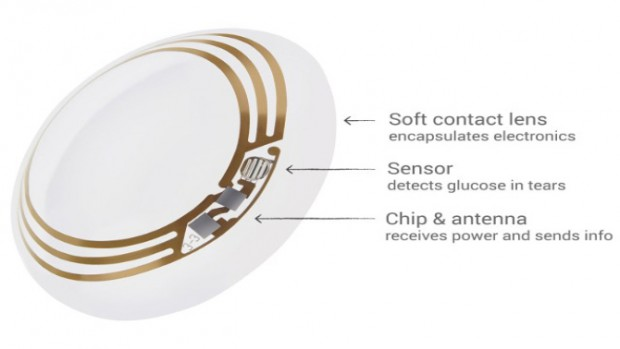 Soft contact lens
encapsulates electronics
Sensor
detects glucose in tears
Chip & antenna
receives power and sends info